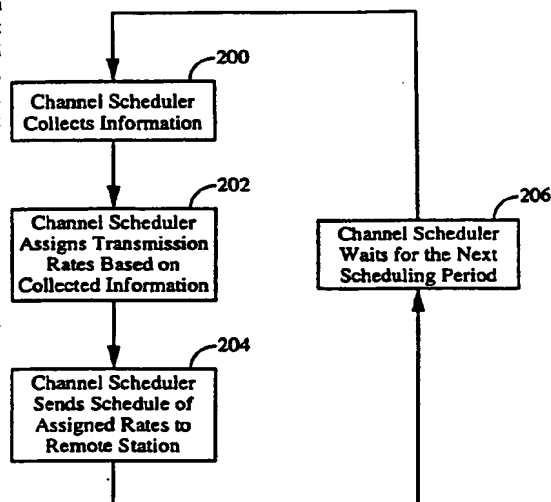 200
Channel Scheduler
Collects Information
202
Channel Scheduler
Assigns Transmission
Rates Based on
Collected Information
204
Channel Scheduler
Sends Schedule of
Assigned Rates to
Remote Station
206
Channel Scheduler
Waits for the Next
Scheduling Period